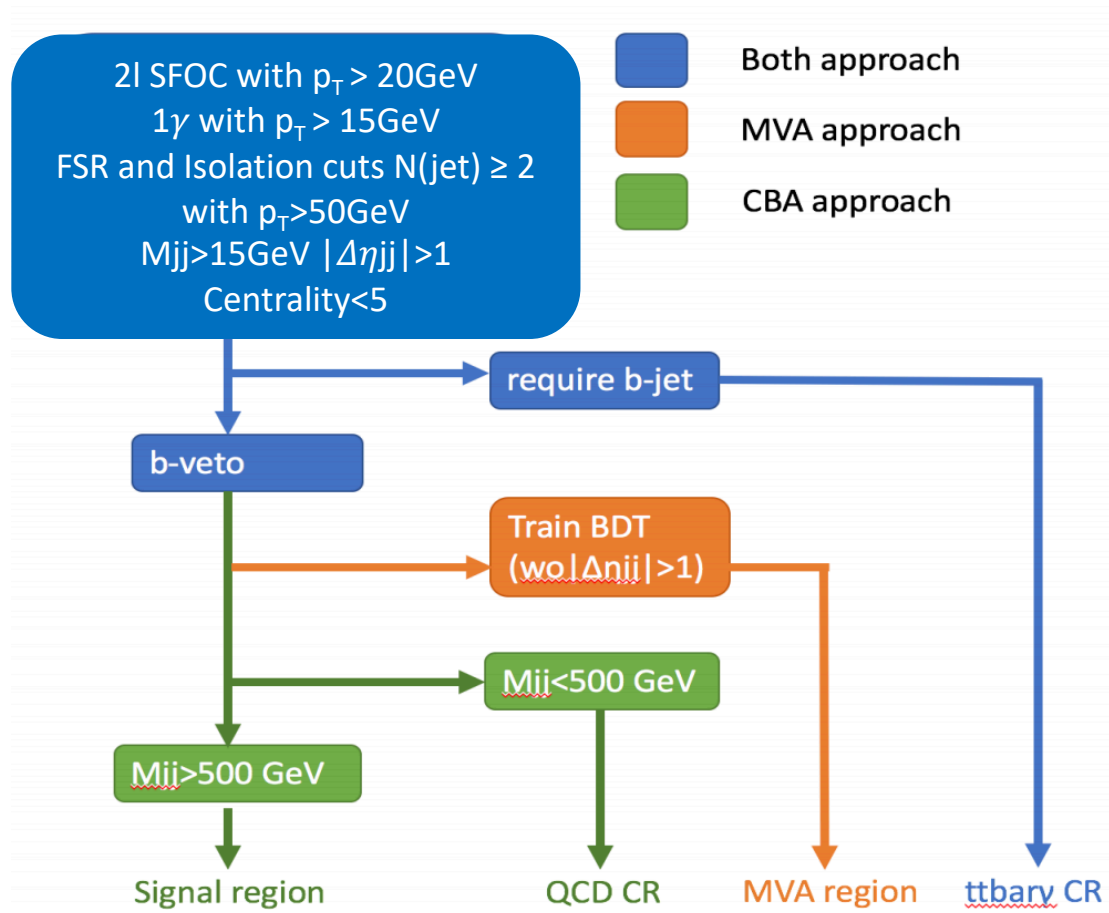 2l SFOC with pT > 20GeV
1γ with pT > 15GeV
FSR and Isolation cuts N(jet) ≥ 2
with pT>50GeV
Mjj>15GeV |Δηjj|>1
Centrality<5
Both approach
MVA approach
CBA approach
require b-jet
b-veto
Train BDT
(wo|Δηjj|>1)
Mjj<500 GeV
Mjj>500 GeV
Signal region
QCD CR
MVA region
ttbarγ CR